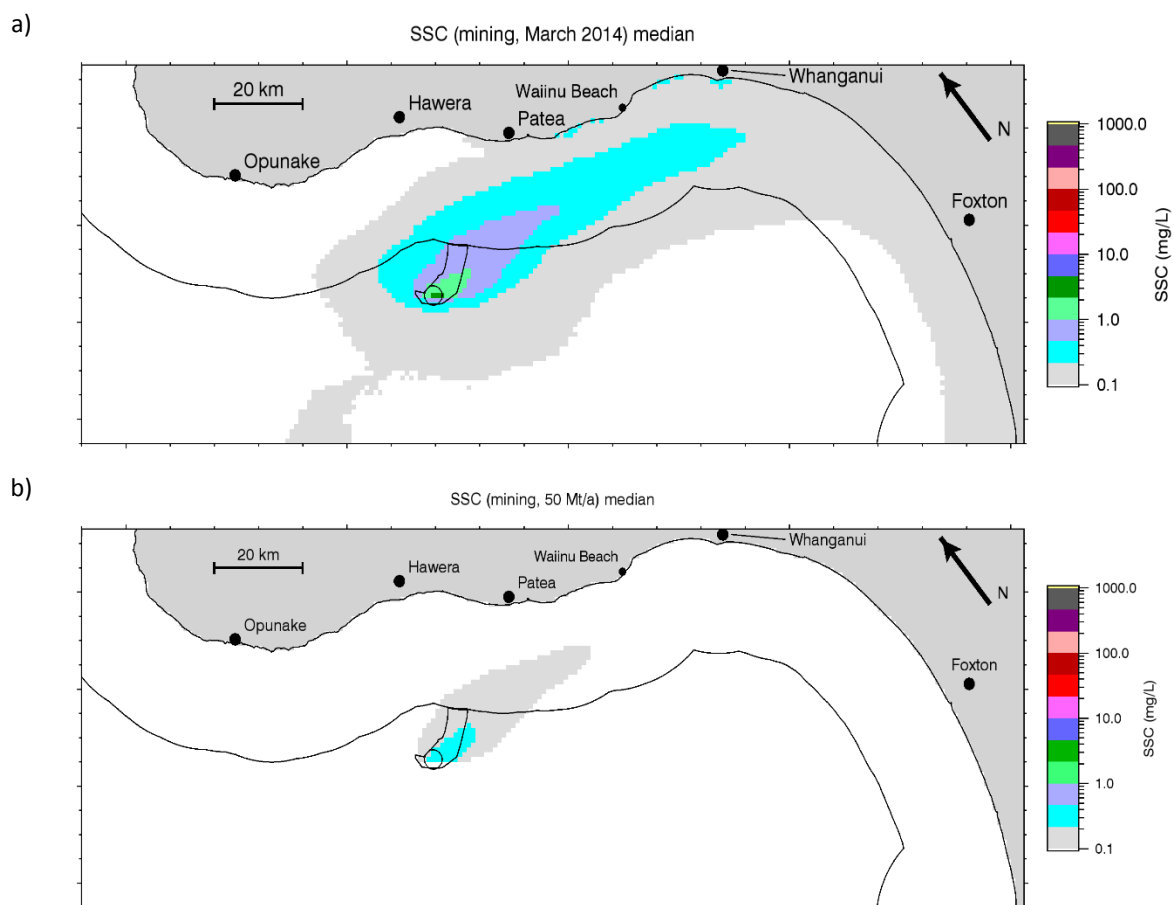 a)
SSC (mining, March 2014) median
20 km
Hawera
Opunake
Waiinu Beach
Patea
Whanganui
N
Foxton
1000.0
100.0
10.0
1.0
0.1
SSC (mg/L)
b)
SSC (mining, 50 Mt/a) median
20 km
Hawera
Opunake
Waiinu Beach
Patea
Whanganui
N
Foxton
1000.0
100.0
10.0
1.0
0.1
SSC (mg/L)